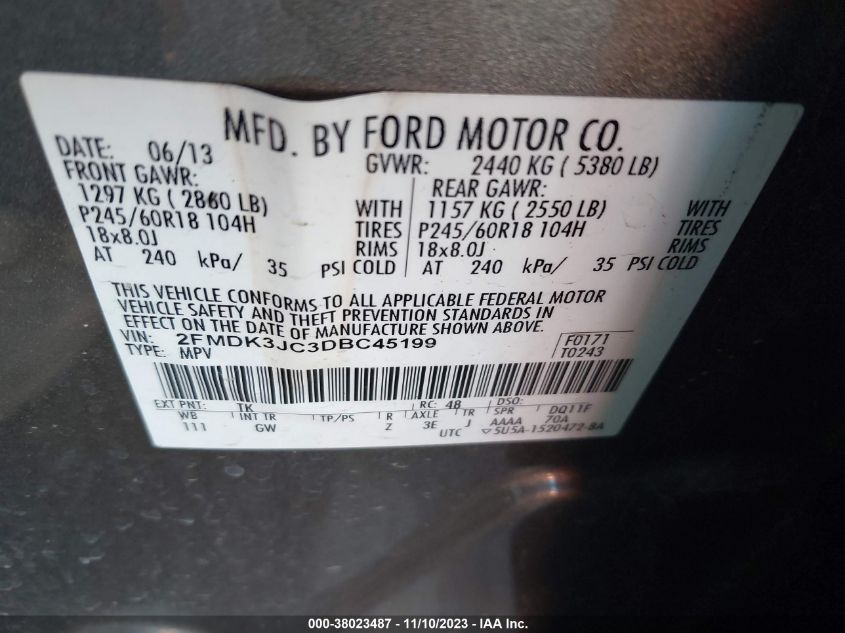 MFD. BY FORD MOTOR CO.
DATE: 06/13
GVWR: 2440 KG ( 5380 LB)
FRONT GAWR:
1297 KG ( 2860 LB) WITH
P245/60R18 104H TIRES
18x8.0J RIMS
AT 240 kPa/ 35 PSI COLD
REAR GAWR:
1157 KG ( 2550 LB) WITH
P245/60R18 104H TIRES
18x8.0J RIMS
AT 240 kPa/ 35 PSI COLD
THIS VEHICLE CONFORMS TO ALL APPLICABLE FEDERAL MOTOR
VEHICLE SAFETY AND THEFT PREVENTION STANDARDS IN
EFFECT ON THE DATE OF MANUFACTURE SHOWN ABOVE.
VIN: 2FMDK3JC3DBC45199
TYPE: MPV
F0171
T0243
EXT PNT: TK RC: 48 DSO:
WB INT TR TP/PS R AXLE TR SPR DQ11F
111 GW Z 3E J AAAA 70A
UTC ▽5U5A-1520472-BA
000-38023487 - 11/10/2023 - IAA Inc.